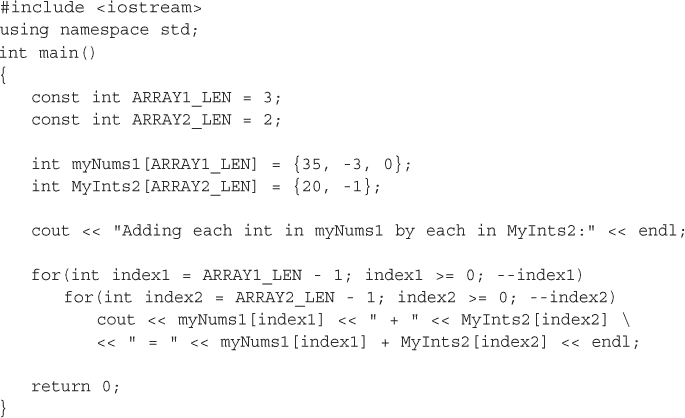 #include <iostream>
using namespace std;
int main()
{
   const int ARRAY1_LEN = 3;
   const int ARRAY2_LEN = 2;

   int myNums1[ARRAY1_LEN] = {35, -3, 0};
   int MyInts2[ARRAY2_LEN] = {20, -1};

   cout << "Adding each int in myNums1 by each in MyInts2:" << endl;

   for(int index1 = ARRAY1_LEN - 1; index1 >= 0; --index1)
      for(int index2 = ARRAY2_LEN - 1; index2 >= 0; --index2)
         cout << myNums1[index1] << " + " << MyInts2[index2] \
         << " = " << myNums1[index1] + MyInts2[index2] << endl;

   return 0;
}